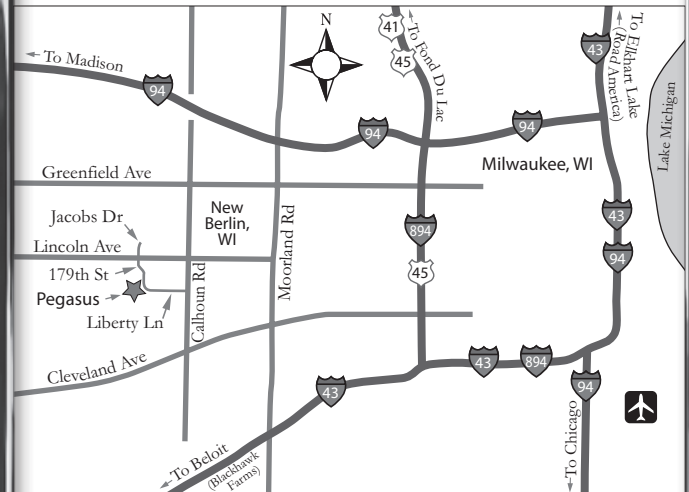 N
41
To Fond Du Lac
45
43
To Elkhart Lake
(Road America)
To Madison
94
94
94
Lake Michigan
Milwaukee, WI
Greenfield Ave
Jacobs Dr
New
Berlin,
WI
Moorland Rd
894
43
Lincoln Ave
94
179th St
45
Pegasus
Calhoun Rd
Liberty Ln
Cleveland Ave
43
894
43
94
To Chicago
To Beloit
(Blackhawk
Farms)